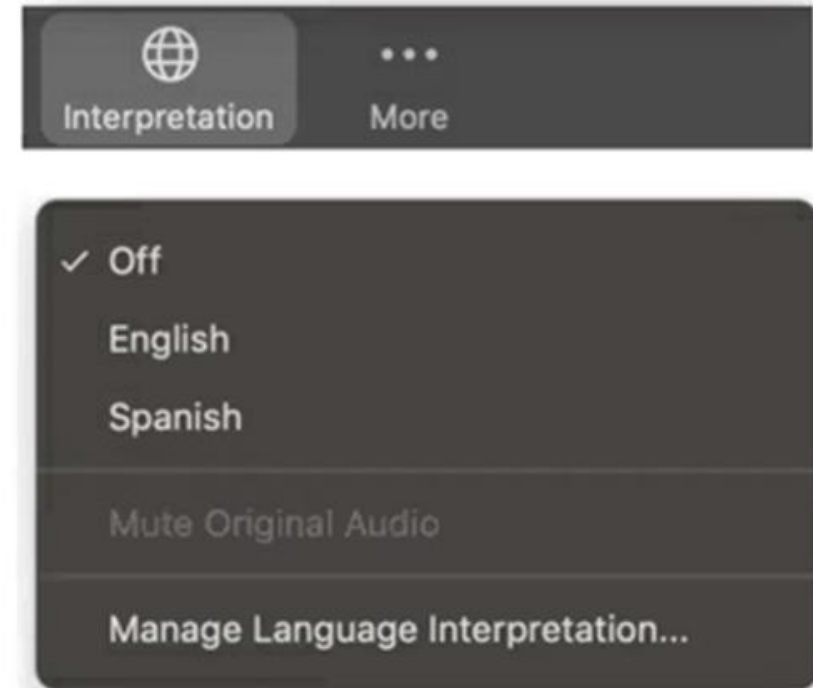 Interpretation More
Off
English
Spanish
Mute Original Audio
Manage Language Interpretation...